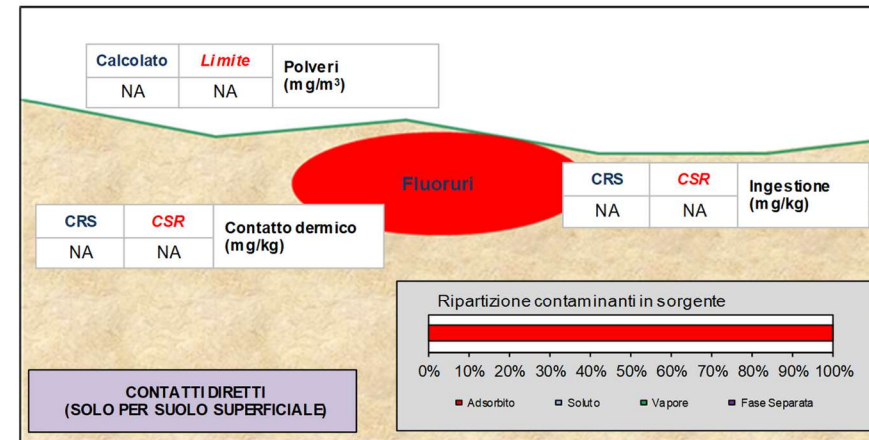 Calcolato Limite Polveri (mg/m³)
NA NA
Fluoruri
CRS CSR Ingestione (mg/kg)
NA NA
CRS CSR Contatto dermico (mg/kg)
NA NA
Ripartizione contaminanti in sorgente
0% 10% 20% 30% 40% 50% 60% 70% 80% 90% 100%
Adsorbito Soluto Vapore Fase Separata
CONTATTI DIRETTI
(SOLO PER SUOLO SUPERFICIALE)